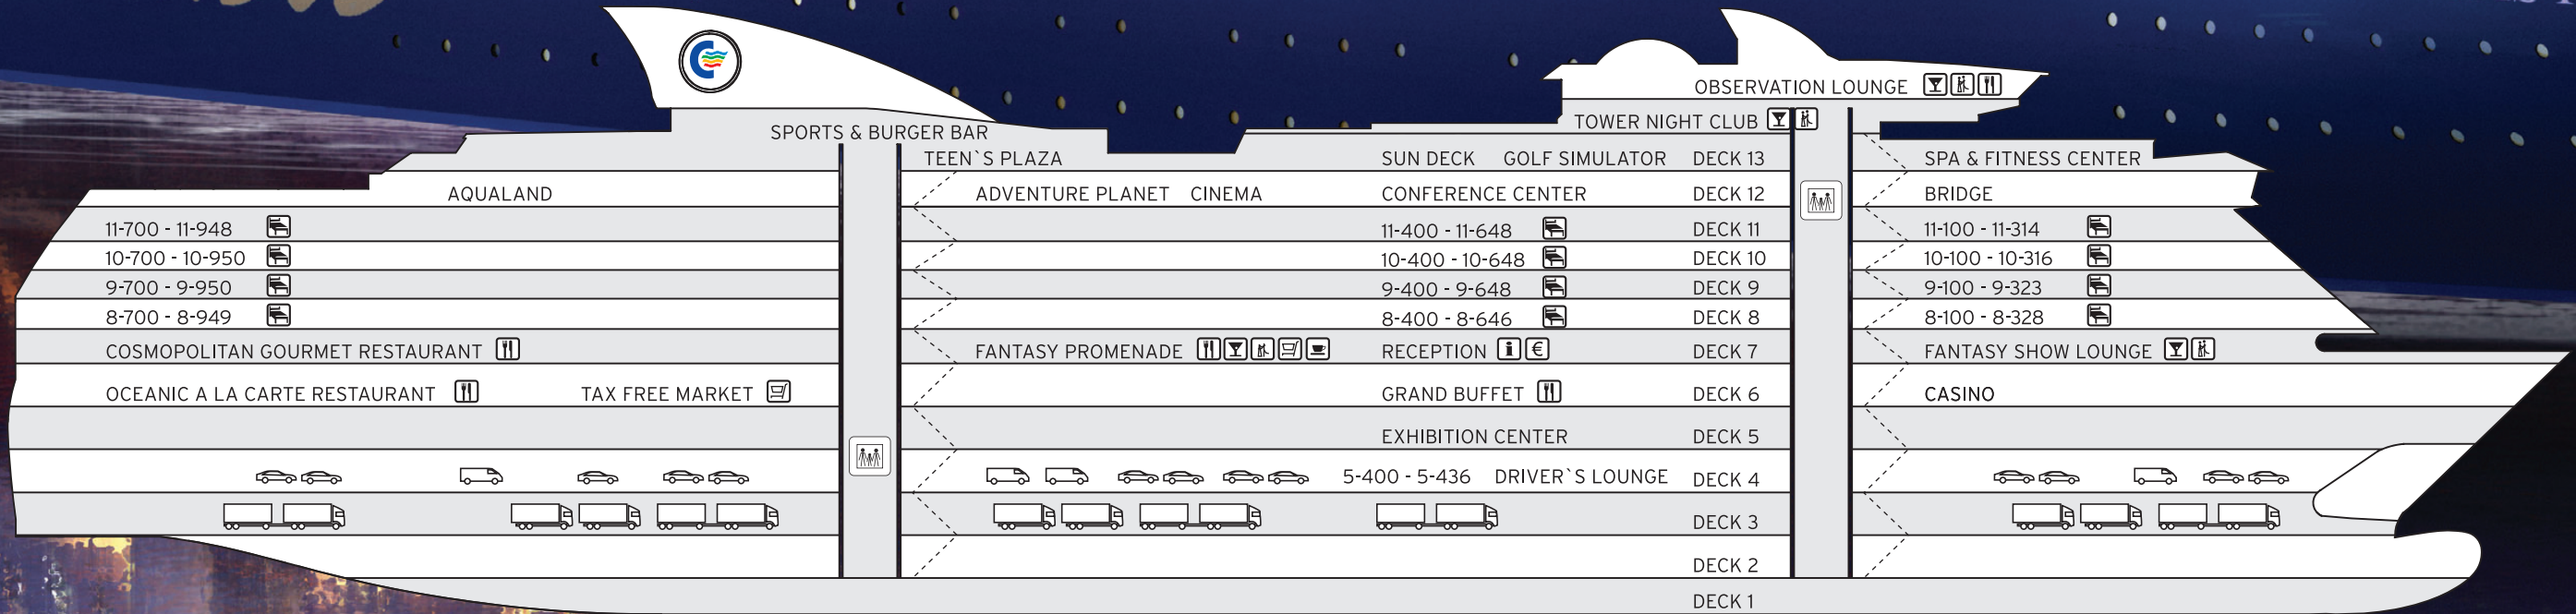 OBSERVATION LOUNGE
TOWER NIGHT CLUB
SPORTS & BURGER BAR
TEEN`S PLAZA SUN DECK GOLF SIMULATOR DECK 13 SPA & FITNESS CENTER
AQUALAND ADVENTURE PLANET CINEMA CONFERENCE CENTER DECK 12 BRIDGE
11-700 - 11-948 11-400 - 11-648 DECK 11 11-100 - 11-314
10-700 - 10-950 10-400 - 10-648 DECK 10 10-100 - 10-316
9-700 - 9-950 9-400 - 9-648 DECK 9 9-100 - 9-323
8-700 - 8-949 8-400 - 8-646 DECK 8 8-100 - 8-328
COSMOPOLITAN GOURMET RESTAURANT FANTASY PROMENADE RECEPTION i € DECK 7 FANTASY SHOW LOUNGE
OCEANIC A LA CARTE RESTAURANT TAX FREE MARKET GRAND BUFFET DECK 6 CASINO
EXHIBITION CENTER DECK 5
5-400 - 5-436 DRIVER`S LOUNGE DECK 4
DECK 3
DECK 2
DECK 1